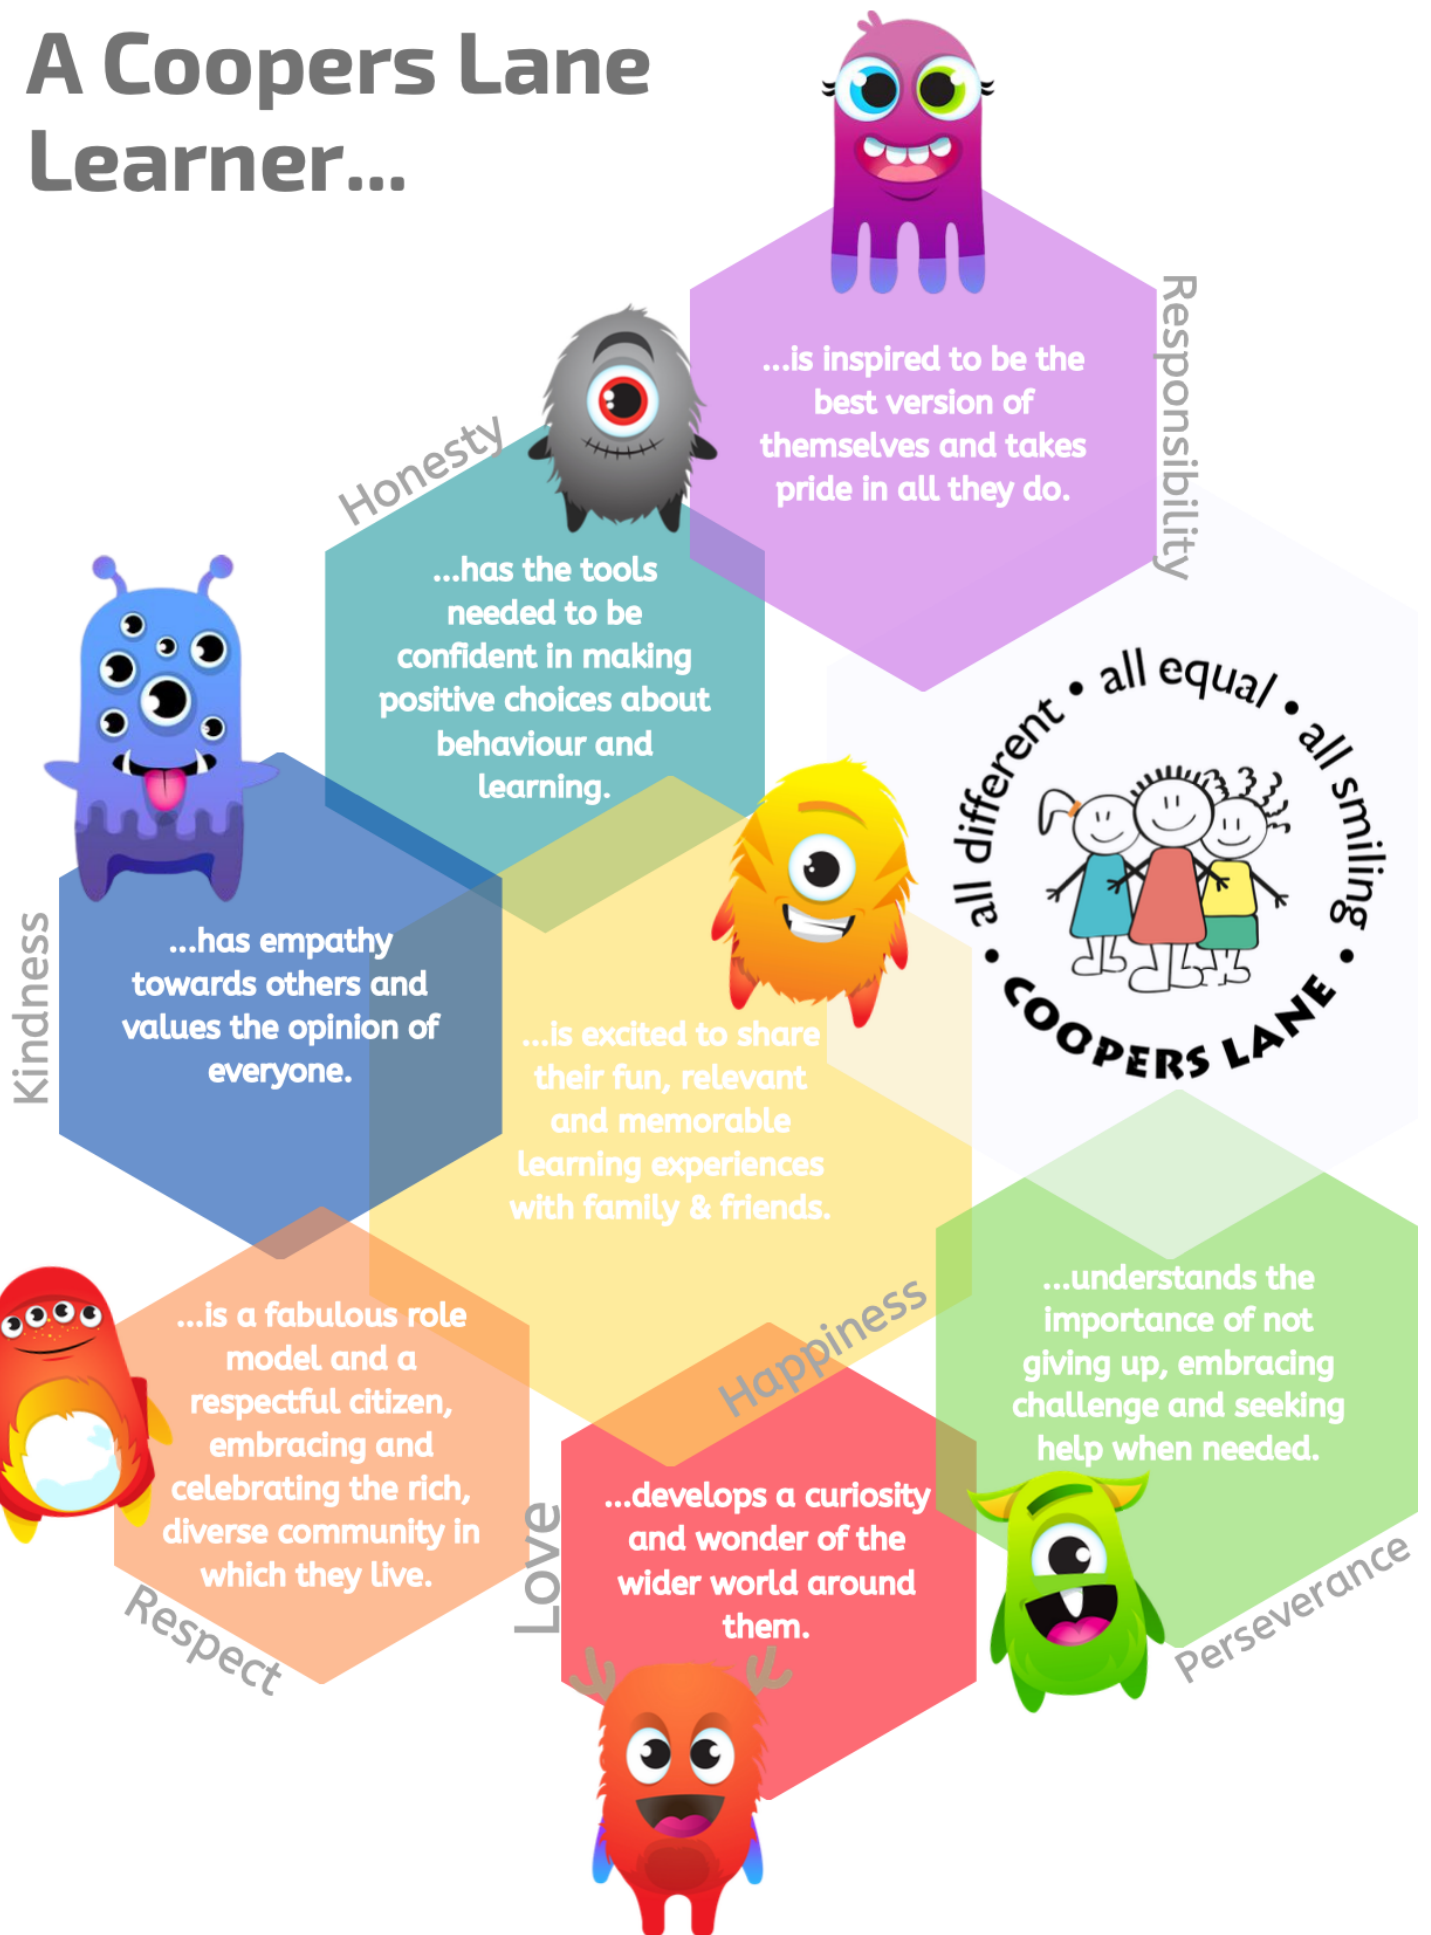 A Coopers Lane
Learner...
Responsibility
...is inspired to be the
best version of
themselves and takes
pride in all they do.
Honesty
...has the tools
needed to be
confident in making
positive choices about
behaviour and
learning.
• all different • all equal • all smiling •
COOPERS LANE
Kindness
...has empathy
towards others and
values the opinion of
everyone.
...is excited to share
their fun, relevant
and memorable
learning experiences
with family & friends.
Happiness
...understands the
importance of not
giving up, embracing
challenge and seeking
help when needed.
Perseverance
...is a fabulous role
model and a
respectful citizen,
embracing and
celebrating the rich,
diverse community in
which they live.
Respect
Love
...develops a curiosity
and wonder of the
wider world around
them.